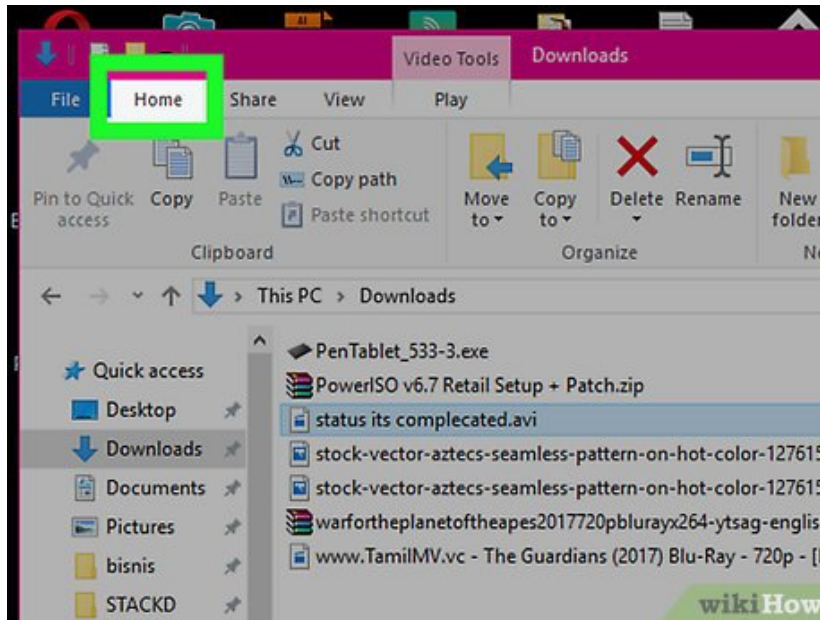 Ai
Video Tools
Downloads
File
Home
Share
View
Play
Pin to Quick access
Copy
Paste
Cut
Copy path
Paste shortcut
Move to
Copy to
Delete
Rename
New folder
Clipboard
Organize
This PC > Downloads
Quick access
Desktop
Downloads
Documents
Pictures
bisnis
STACKD
PenTablet_533-3.exe
PowerISO v6.7 Retail Setup + Patch.zip
status its complecated.avi
stock-vector-aztecs-seamless-pattern-on-hot-color-127615
stock-vector-aztecs-seamless-pattern-on-hot-color-127615
warfortheplanetoftheapes2017720pblurayx264-ytsag-englis
www.TamilMV.vc - The Guardians (2017) Blu-Ray - 720p - [
wikiHow